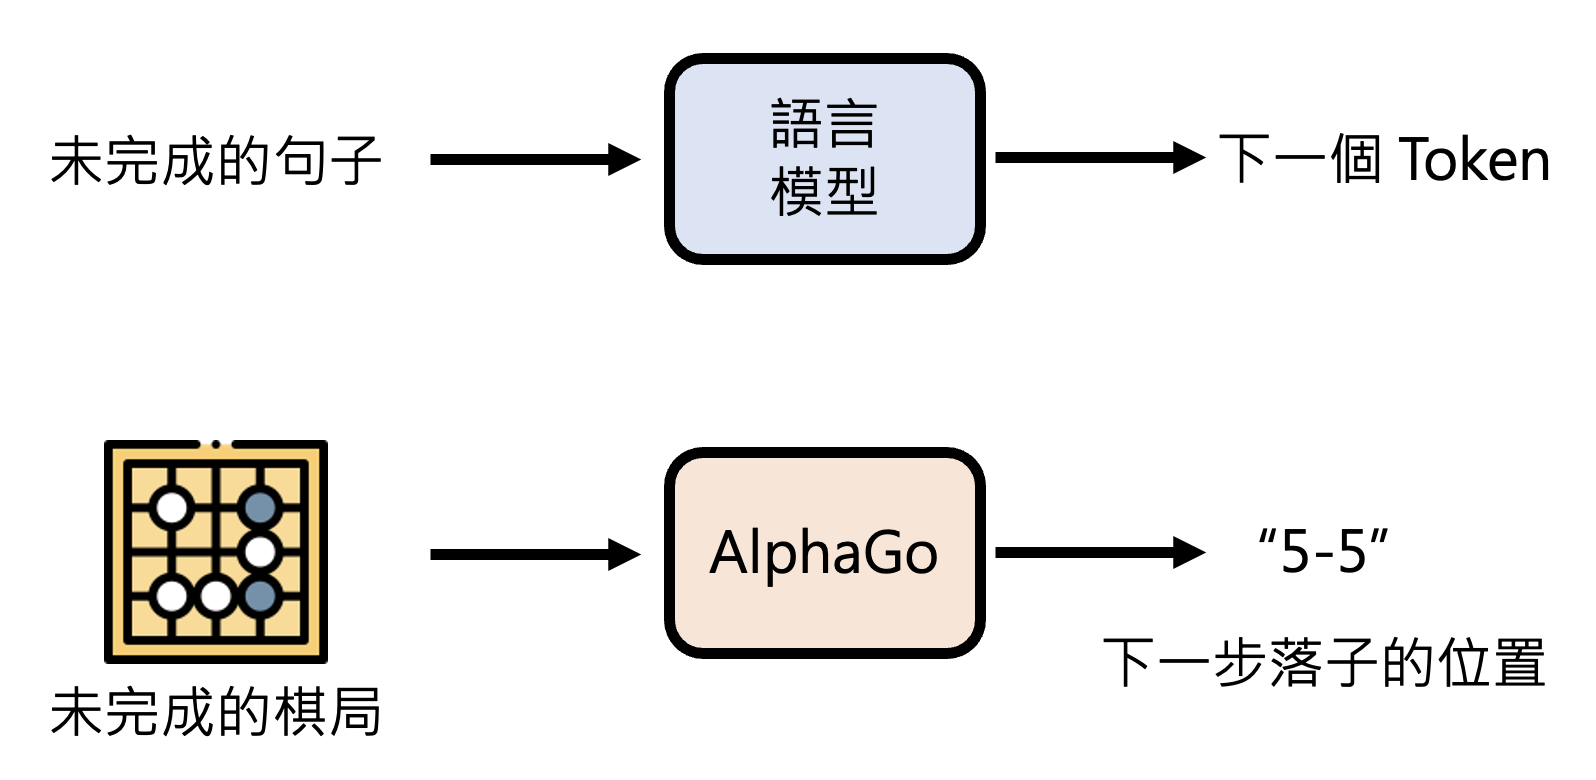 未完成的句子
語言
模型
下一個 Token
未完成的棋局
AlphaGo
“5-5”
下一步落子的位置